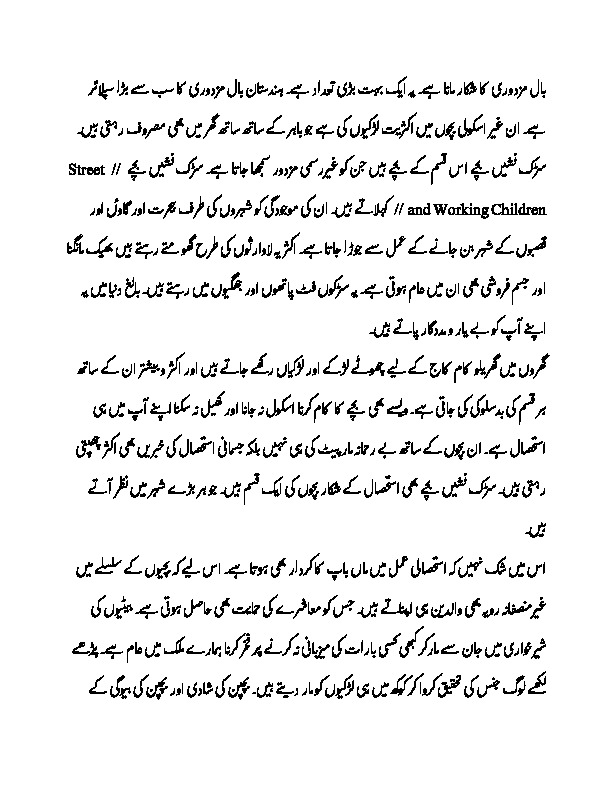 بال مزدوری کا شکار مانا ہے۔ یہ ایک بہت بڑی تعداد ہے۔ ہندستان بال مزدوری کا سب سے بڑا سپلائر
ہے۔ ان غیر اسکولی بچوں میں اکثریت لڑکیوں کی ہے جو باہر کے ساتھ ساتھ گھر میں بھی مصروف رہتی ہیں۔
سڑک نشیں بچے اس قسم کے بچے ہیں جن کو غیر رسمی مزدور سمجھا جاتا ہے۔ سڑک نشیں بچے // Street
and Working Children // کہلاتے ہیں۔ ان کی موجودگی کو شہروں کی طرف ہجرت اور گاوں اور
قصبوں کے شہر بن جانے کے عمل سے جوڑا جاتا ہے۔ اکثر یہ لاوارثوں کی طرح گھومتے رہتے ہیں بھیک مانگنا
اور جسم فروشی بھی ان میں عام ہوتی ہے۔ یہ سڑکوں فٹ پاتھوں اور جھگیوں میں رہتے ہیں۔ بالغ دنیا میں یہ
اپنے آپ کو بے یار و مددگار پاتے ہیں۔
گھروں میں گھریلو کام کاج کے لیے چھوٹے لڑکے اور لڑکیاں رکھے جاتے ہیں اور اکثر و بیشتر ان کے ساتھ
ہر قسم کی بدسلوکی کی جاتی ہے۔ ویسے بھی بچے کا کام کرنا اسکول نہ جانا اور کھیل نہ سکنا اپنے آپ میں ہی
استحصال ہے۔ ان بچوں کے ساتھ بے رحمانہ مارپیٹ کی ہی نہیں بلکہ جسمانی استحصال کی خبریں بھی اکثر چھپتی
رہتی ہیں۔ سڑک نشیں بچے بھی استحصال کے شکار بچوں کی ایک قسم ہیں۔ جو ہر بڑے شہر میں نظر آتے
ہیں۔
اس میں شک نہیں کہ استحصالی عمل میں ماں باپ کا کردار بھی ہوتا ہے۔ اس لیے کہ بچیوں کے سلسلے میں
غیر منصفانہ رویہ بھی والدین ہی اپناتے ہیں۔ جس کو معاشرے کی حمایت بھی حاصل ہوتی ہے۔ بیٹیوں کی
شیر خواری میں جان سے مار کر کبھی کسی بارات کی میزبانی نہ کرنے پر فخر کرنا ہمارے ملک میں عام ہے۔ پڑھے
لکھے لوگ جنس کی تحقیق کروا کر کوکھ میں ہی لڑکیوں کو مار دیتے ہیں۔ بچپن کی شادی اور بچپن کی بیوگی کے